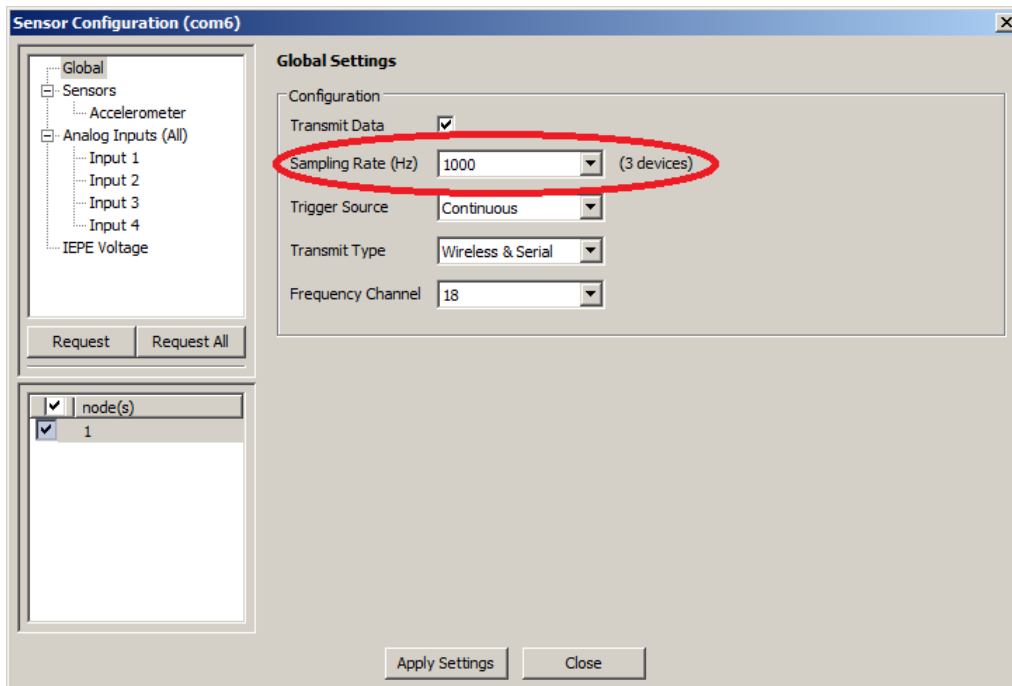 Sensor Configuration (com6)
Global
Sensors
Accelerometer
Analog Inputs (All)
Input 1
Input 2
Input 3
Input 4
IEPE Voltage
Request Request All
node(s)
1
Global Settings
Configuration
Transmit Data
Sampling Rate (Hz) 1000 (3 devices)
Trigger Source Continuous
Transmit Type Wireless & Serial
Frequency Channel 18
Apply Settings Close